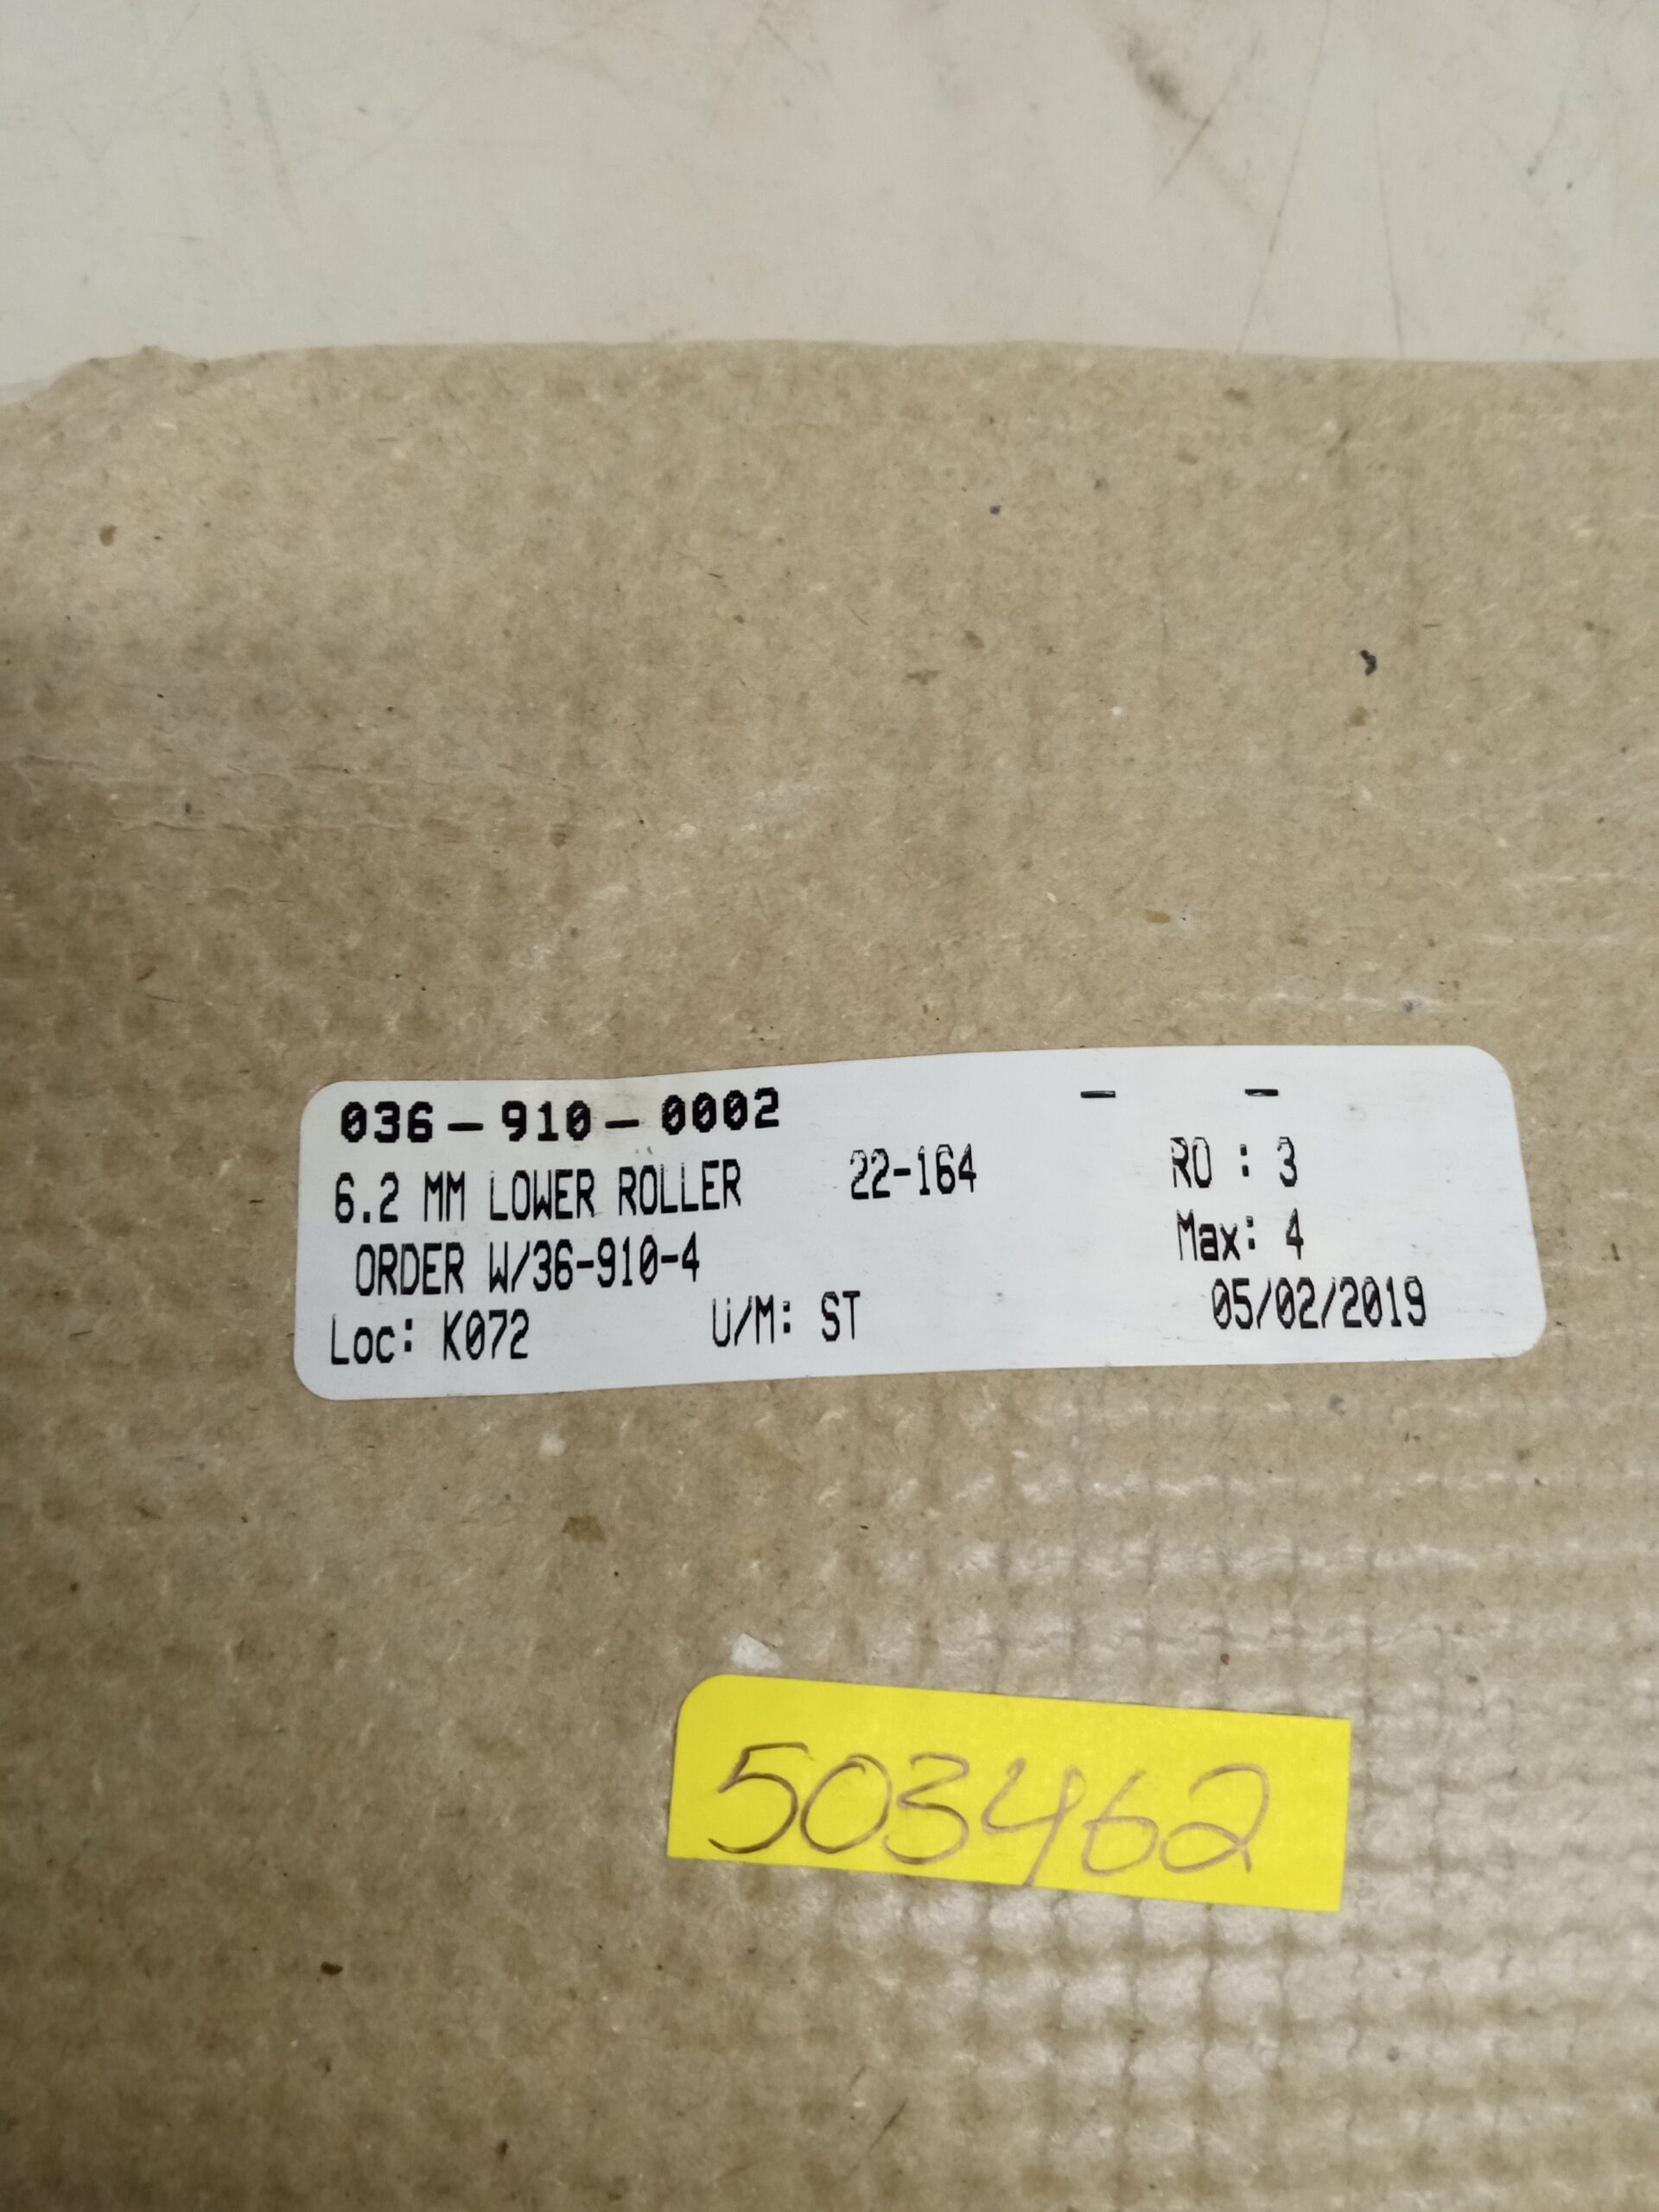 036-910-0002 - -
6.2 MM LOWER ROLLER 22-164 RO : 3
ORDER W/36-910-4 Max: 4
Loc: K072 U/M: ST 05/02/2019
503462